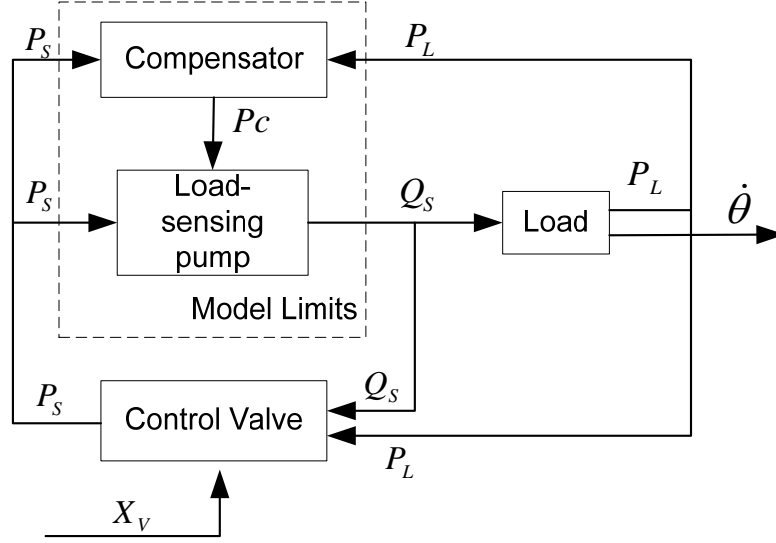 P_S
Compensator
P_L
Pc
P_S
Load-
sensing
pump
Q_S
Load
P_L
θ̇
Model Limits
P_S
Control Valve
Q_S
P_L
X_V